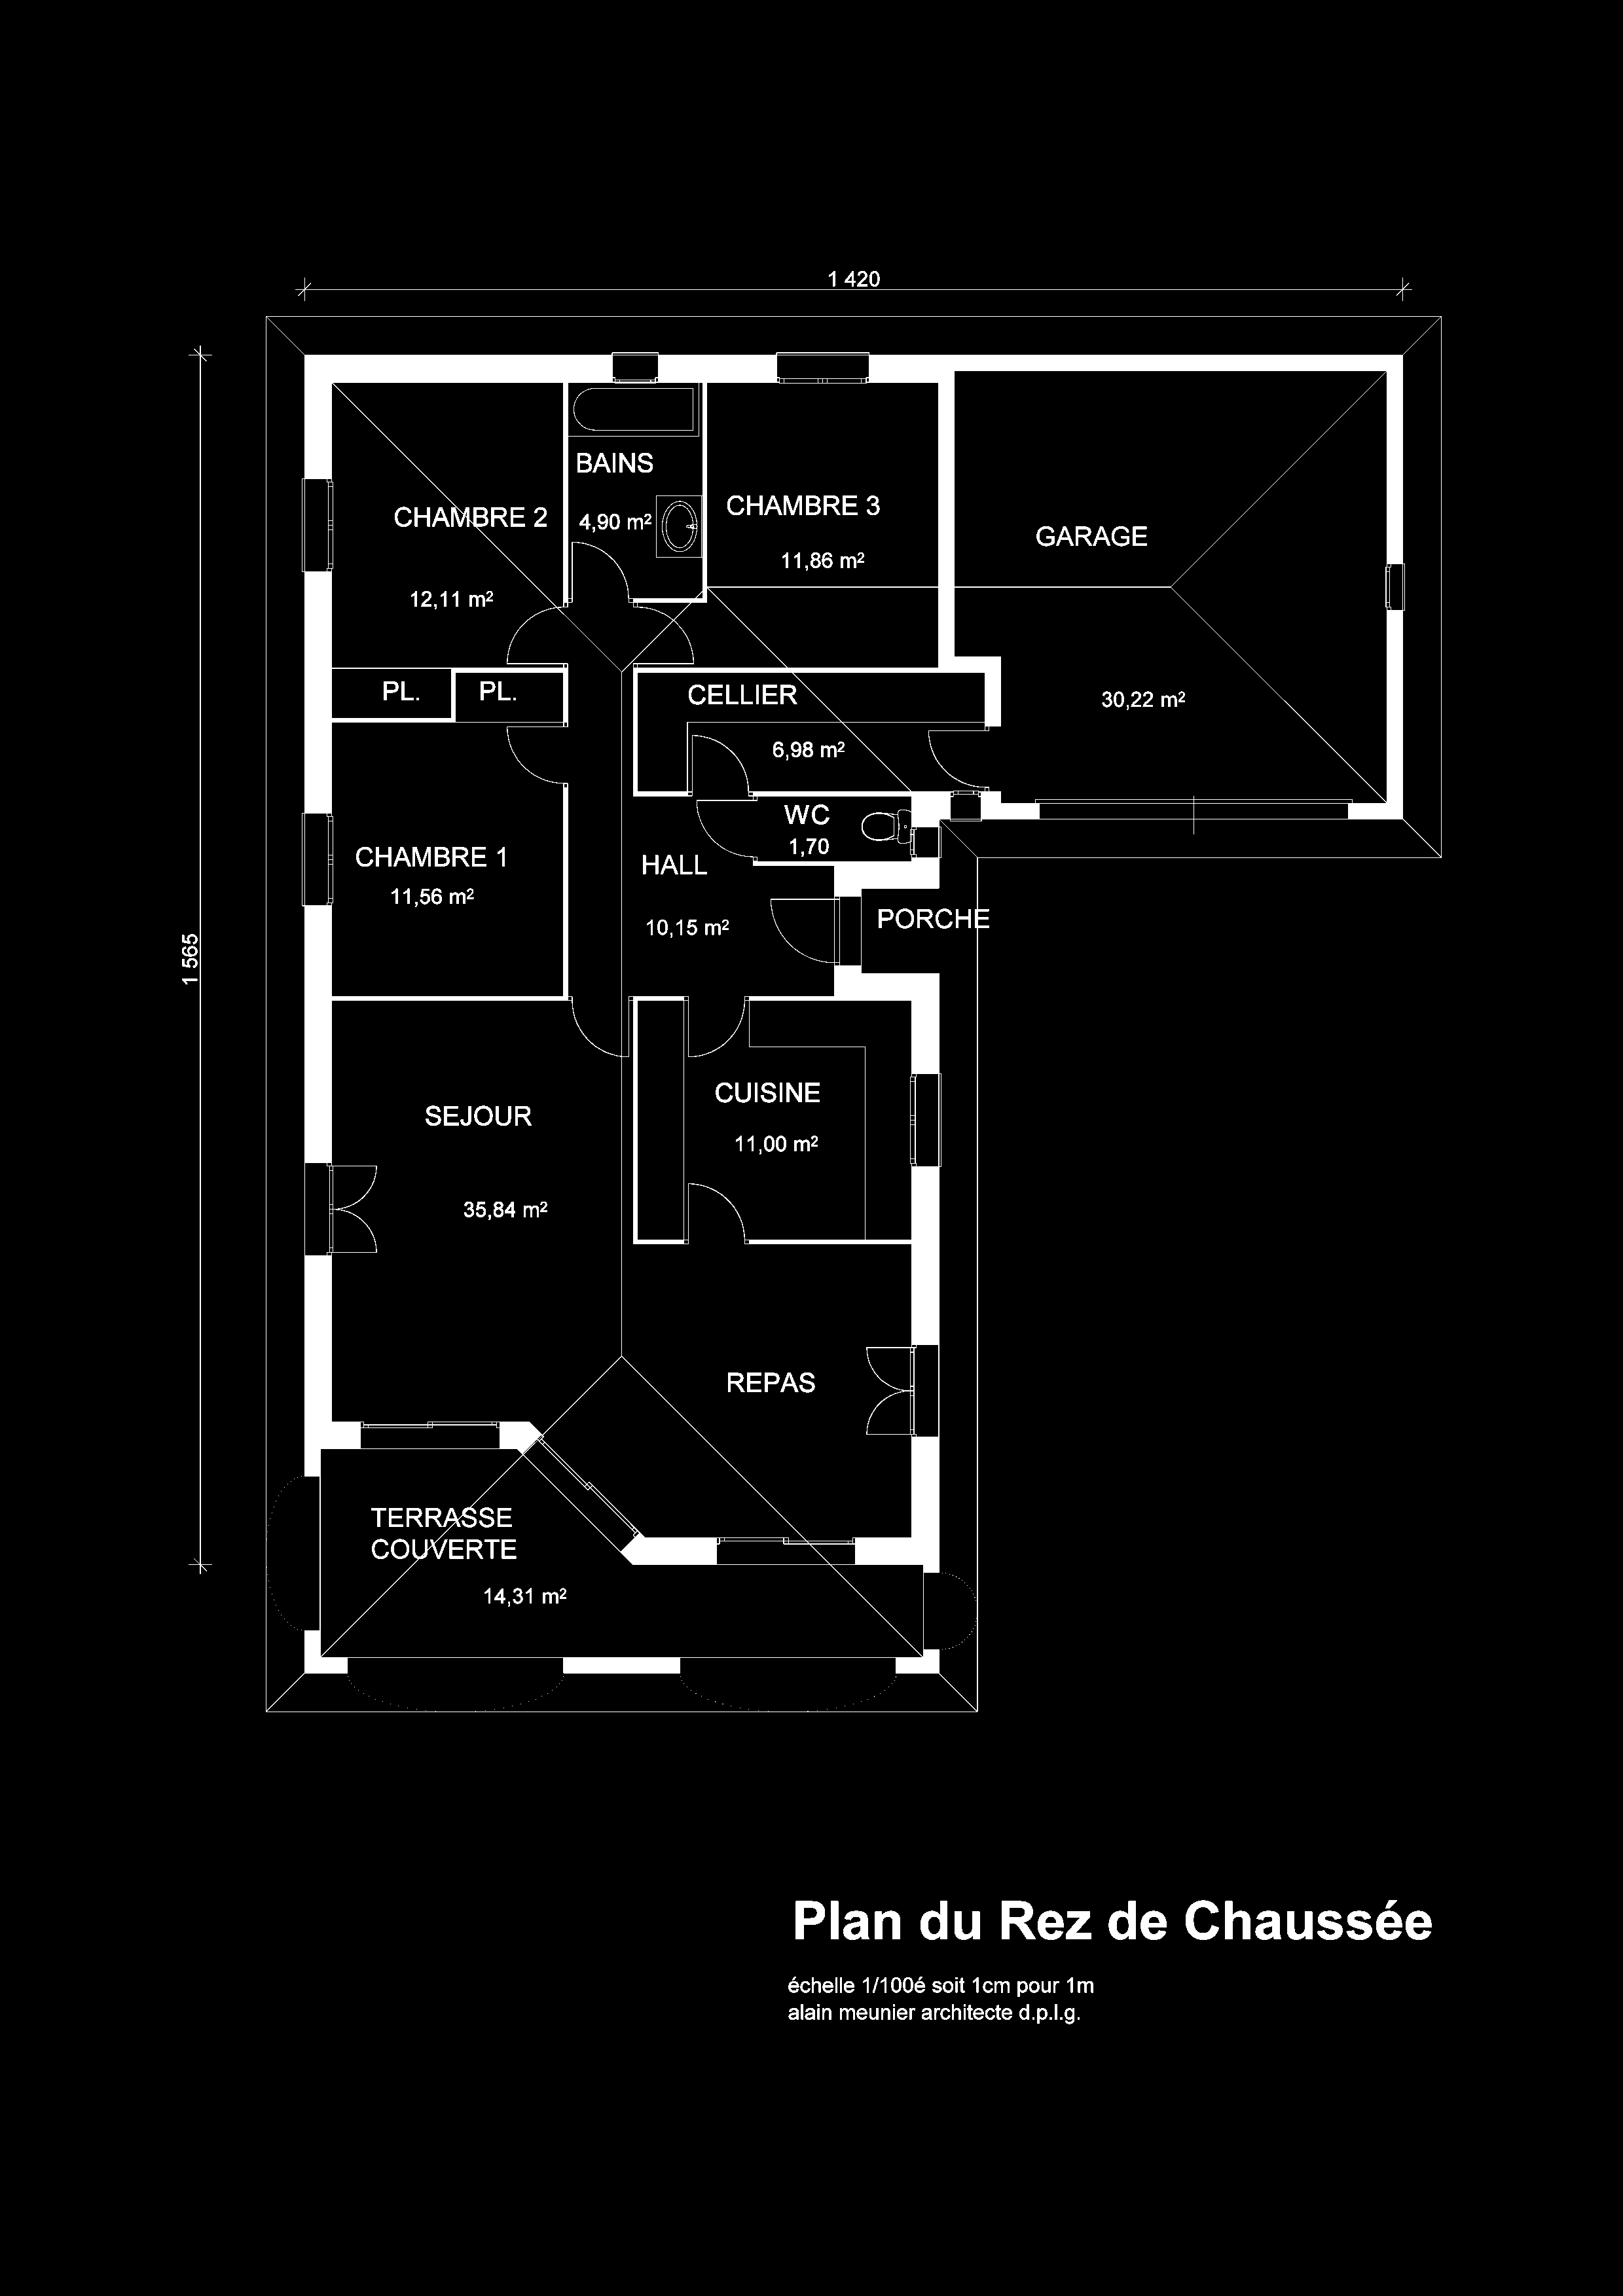 1 420
BAINS
4,90 m²
CHAMBRE 2
12,11 m²
CHAMBRE 3
11,86 m²
GARAGE
30,22 m²
PL.
PL.
CELLIER
6,98 m²
WC
1,70
CHAMBRE 1
11,56 m²
HALL
10,15 m²
PORCHE
1 565
CUISINE
11,00 m²
SEJOUR
35,84 m²
REPAS
TERRASSE
COUVERTE
14,31 m²
Plan du Rez de Chaussée
échelle 1/100é soit 1cm pour 1m
alain meunier architecte d.p.l.g.